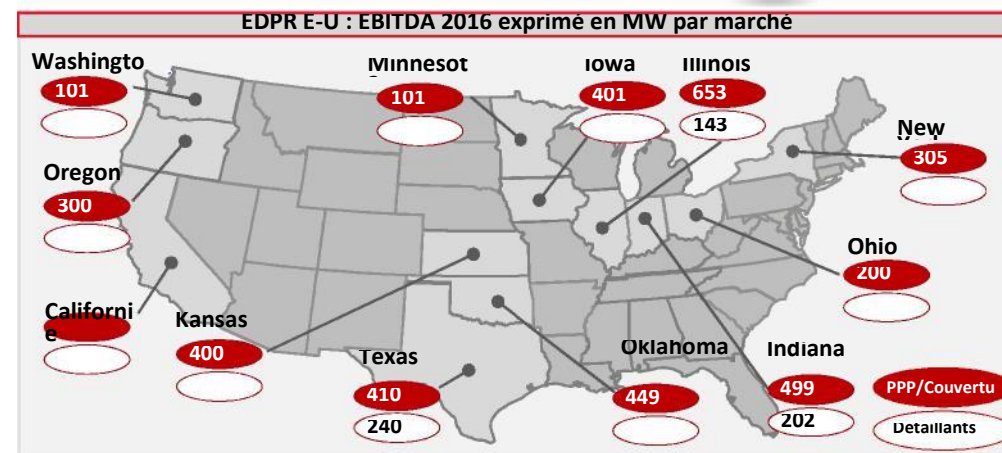 EDPR E-U : EBITDA 2016 exprimé en MW par marché
Washingto
101
Minnesot
101
Iowa
401
Illinois
653
143
New
305
Oregon
300
Ohio
200
Californi
e
Kansas
400
Texas
410
240
Oklahoma
449
Indiana
499
202
PPP/Couvertu
Détaillants